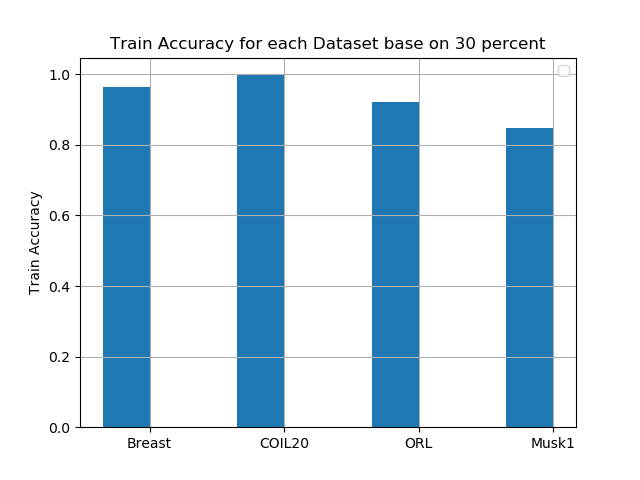 Train Accuracy for each Dataset base on 30 percent
1.0
0.8
0.6
0.4
0.2
0.0
Train Accuracy
Breast COIL20 ORL Musk1